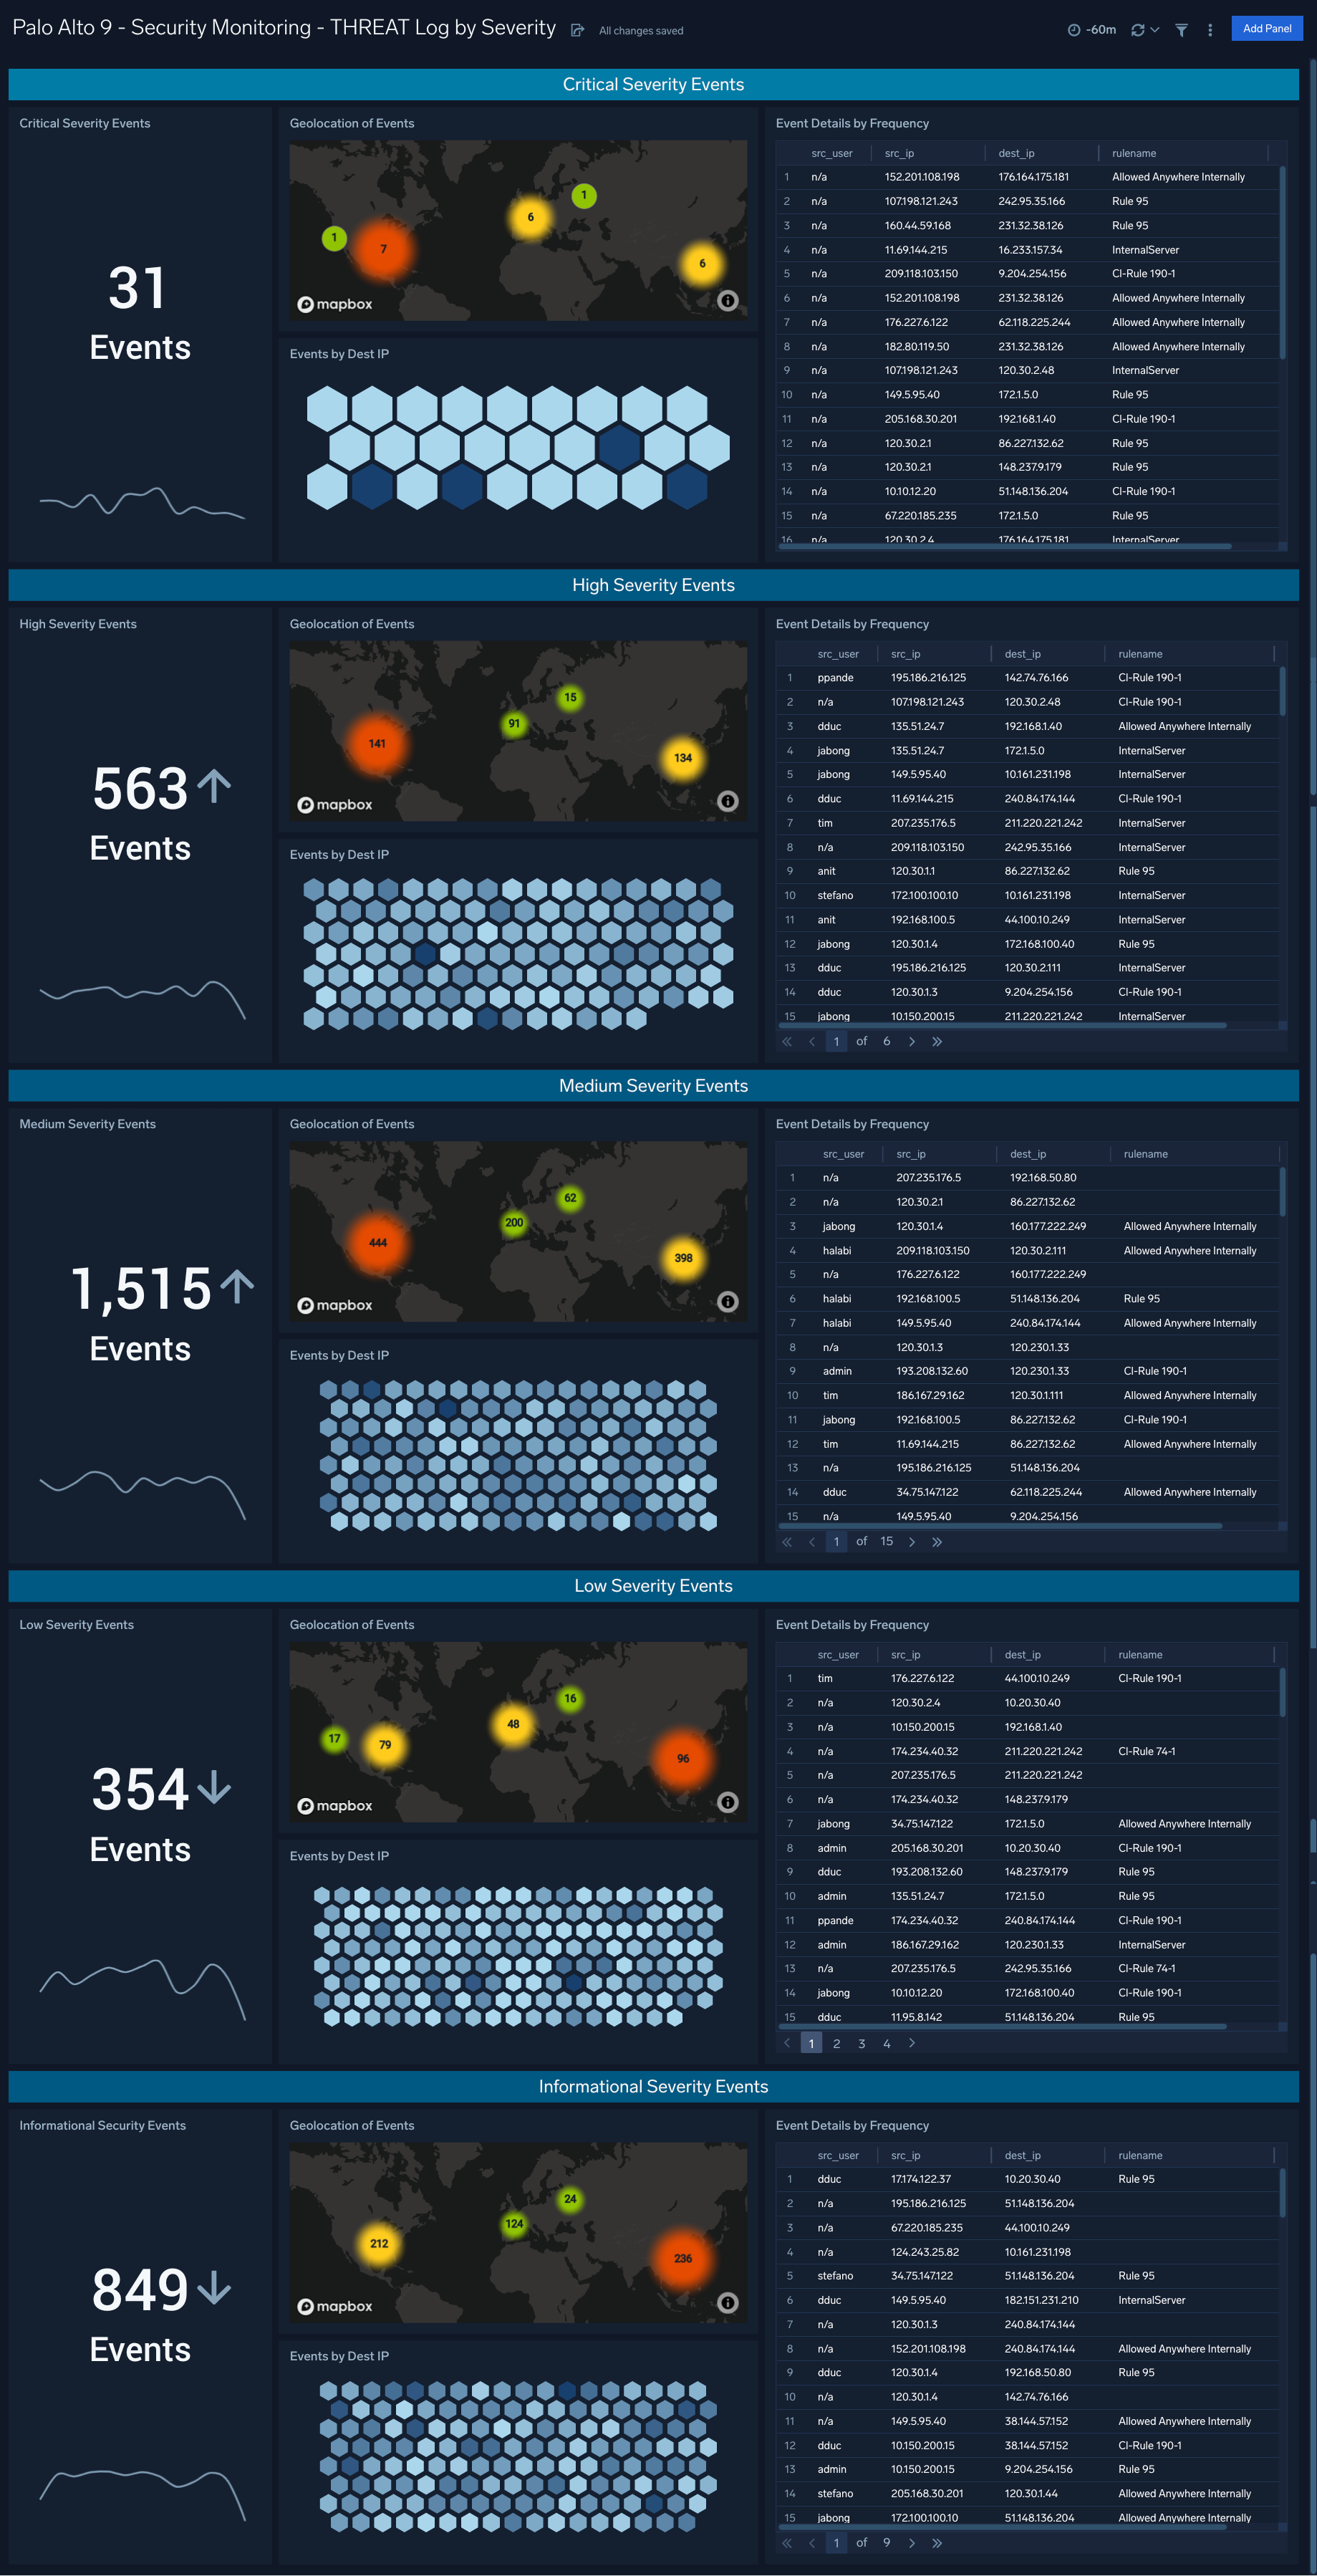 Palo Alto 9 - Security Monitoring - THREAT Log by Severity All changes saved -60m Add Panel
Critical Severity Events
Critical Severity Events
31
Events
Geolocation of Events
1
7
6
1
6
mapbox
Events by Dest IP
Event Details by Frequency
src_user src_ip dest_ip rulename
1 n/a 152.201.108.198 176.164.175.181 Allowed Anywhere Internally
2 n/a 107.198.121.243 242.95.35.166 Rule 95
3 n/a 160.44.59.168 231.32.38.126 Rule 95
4 n/a 11.69.144.215 16.233.157.34 InternalServer
5 n/a 209.118.103.150 9.204.254.156 CI-Rule 190-1
6 n/a 152.201.108.198 231.32.38.126 Allowed Anywhere Internally
7 n/a 176.227.6.122 62.118.225.244 Allowed Anywhere Internally
8 n/a 182.80.119.50 231.32.38.126 Allowed Anywhere Internally
9 n/a 107.198.121.243 120.30.2.48 InternalServer
10 n/a 149.5.95.40 172.1.5.0 Rule 95
11 n/a 205.168.30.201 192.168.1.40 CI-Rule 190-1
12 n/a 120.30.2.1 86.227.132.62 Rule 95
13 n/a 120.30.2.1 148.237.9.179 Rule 95
14 n/a 10.10.12.20 51.148.136.204 CI-Rule 190-1
15 n/a 67.220.185.235 172.1.5.0 Rule 95
16 n/a 120.30.2.4 176.164.175.181 InternalServer
High Severity Events
High Severity Events
563
Events
Geolocation of Events
141
91
15
134
mapbox
Events by Dest IP
Event Details by Frequency
src_user src_ip dest_ip rulename
1 ppande 195.186.216.125 142.74.76.166 CI-Rule 190-1
2 n/a 107.198.121.243 120.30.2.48 CI-Rule 190-1
3 dduc 135.51.24.7 192.168.1.40 Allowed Anywhere Internally
4 jabong 135.51.24.7 172.1.5.0 InternalServer
5 jabong 149.5.95.40 10.161.231.198 InternalServer
6 dduc 11.69.144.215 240.84.174.144 CI-Rule 190-1
7 tim 207.235.176.5 211.220.221.242 InternalServer
8 n/a 209.118.103.150 242.95.35.166 InternalServer
9 anit 120.30.1.1 86.227.132.62 Rule 95
10 stefano 172.100.100.10 10.161.231.198 InternalServer
11 anit 192.168.100.5 44.100.10.249 InternalServer
12 jabong 120.30.1.4 172.168.100.40 Rule 95
13 dduc 195.186.216.125 120.30.2.111 InternalServer
14 dduc 120.30.1.3 9.204.254.156 CI-Rule 190-1
15 jabong 10.150.200.15 211.220.221.242 InternalServer
1 of 6
Medium Severity Events
Medium Severity Events
1,515
Events
Geolocation of Events
444
200
62
398
mapbox
Events by Dest IP
Event Details by Frequency
src_user src_ip dest_ip rulename
1 n/a 207.235.176.5 192.168.50.80
2 n/a 120.30.2.1 86.227.132.62
3 jabong 120.30.1.4 160.177.222.249 Allowed Anywhere Internally
4 halabi 209.118.103.150 120.30.2.111 Allowed Anywhere Internally
5 n/a 176.227.6.122 160.177.222.249
6 halabi 192.168.100.5 51.148.136.204 Rule 95
7 halabi 149.5.95.40 240.84.174.144 Allowed Anywhere Internally
8 n/a 120.30.1.3 120.230.1.33
9 admin 193.208.132.60 120.230.1.33 CI-Rule 190-1
10 tim 186.167.29.162 120.30.1.111 Allowed Anywhere Internally
11 jabong 192.168.100.5 86.227.132.62 CI-Rule 190-1
12 tim 11.69.144.215 86.227.132.62 Allowed Anywhere Internally
13 n/a 195.186.216.125 51.148.136.204
14 dduc 34.75.147.122 62.118.225.244 Allowed Anywhere Internally
15 n/a 149.5.95.40 9.204.254.156
1 of 15
Low Severity Events
Low Severity Events
354
Events
Geolocation of Events
17
79
48
16
96
mapbox
Events by Dest IP
Event Details by Frequency
src_user src_ip dest_ip rulename
1 tim 176.227.6.122 44.100.10.249 CI-Rule 190-1
2 n/a 120.30.2.4 10.20.30.40
3 n/a 10.150.200.15 192.168.1.40
4 n/a 174.234.40.32 211.220.221.242 CI-Rule 74-1
5 n/a 207.235.176.5 211.220.221.242
6 n/a 174.234.40.32 148.237.9.179
7 jabong 34.75.147.122 172.1.5.0 Allowed Anywhere Internally
8 admin 205.168.30.201 10.20.30.40 CI-Rule 190-1
9 dduc 193.208.132.60 148.237.9.179 Rule 95
10 admin 135.51.24.7 172.1.5.0 Rule 95
11 ppande 174.234.40.32 240.84.174.144 CI-Rule 190-1
12 admin 186.167.29.162 120.230.1.33 InternalServer
13 n/a 207.235.176.5 242.95.35.166 CI-Rule 74-1
14 jabong 10.10.12.20 172.168.100.40 CI-Rule 190-1
15 dduc 11.95.8.142 51.148.136.204 Rule 95
1 2 3 4
Informational Severity Events
Informational Security Events
849
Events
Geolocation of Events
212
124
24
236
mapbox
Events by Dest IP
Event Details by Frequency
src_user src_ip dest_ip rulename
1 dduc 17.174.122.37 10.20.30.40 Rule 95
2 n/a 195.186.216.125 51.148.136.204
3 n/a 67.220.185.235 44.100.10.249
4 n/a 124.243.25.82 10.161.231.198
5 stefano 34.75.147.122 51.148.136.204 Rule 95
6 dduc 149.5.95.40 182.151.231.210 InternalServer
7 n/a 120.30.1.3 240.84.174.144
8 n/a 152.201.108.198 240.84.174.144 Allowed Anywhere Internally
9 dduc 120.30.1.4 192.168.50.80 Rule 95
10 n/a 120.30.1.4 142.74.76.166
11 n/a 149.5.95.40 38.144.57.152 Allowed Anywhere Internally
12 dduc 10.150.200.15 38.144.57.152 CI-Rule 190-1
13 admin 10.150.200.15 9.204.254.156 Rule 95
14 stefano 205.168.30.201 120.30.1.44 Allowed Anywhere Internally
15 jabong 172.100.100.10 51.148.136.204 Allowed Anywhere Internally
1 of 9